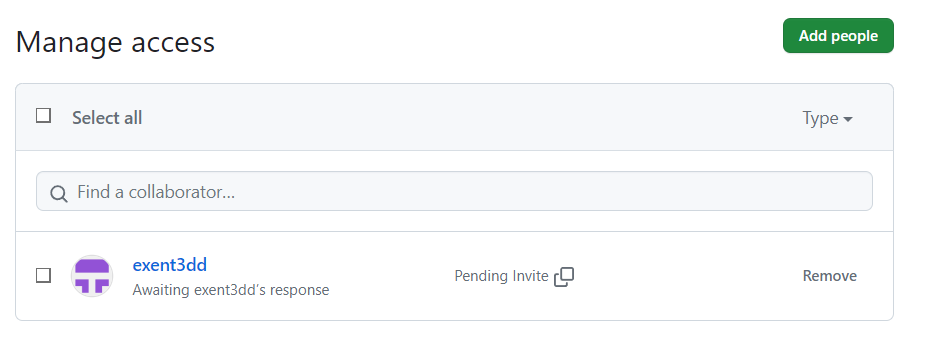 Manage access
Add people
Select all
Type
Find a collaborator...
exent3dd
Awaiting exent3dd's response
Pending Invite
Remove